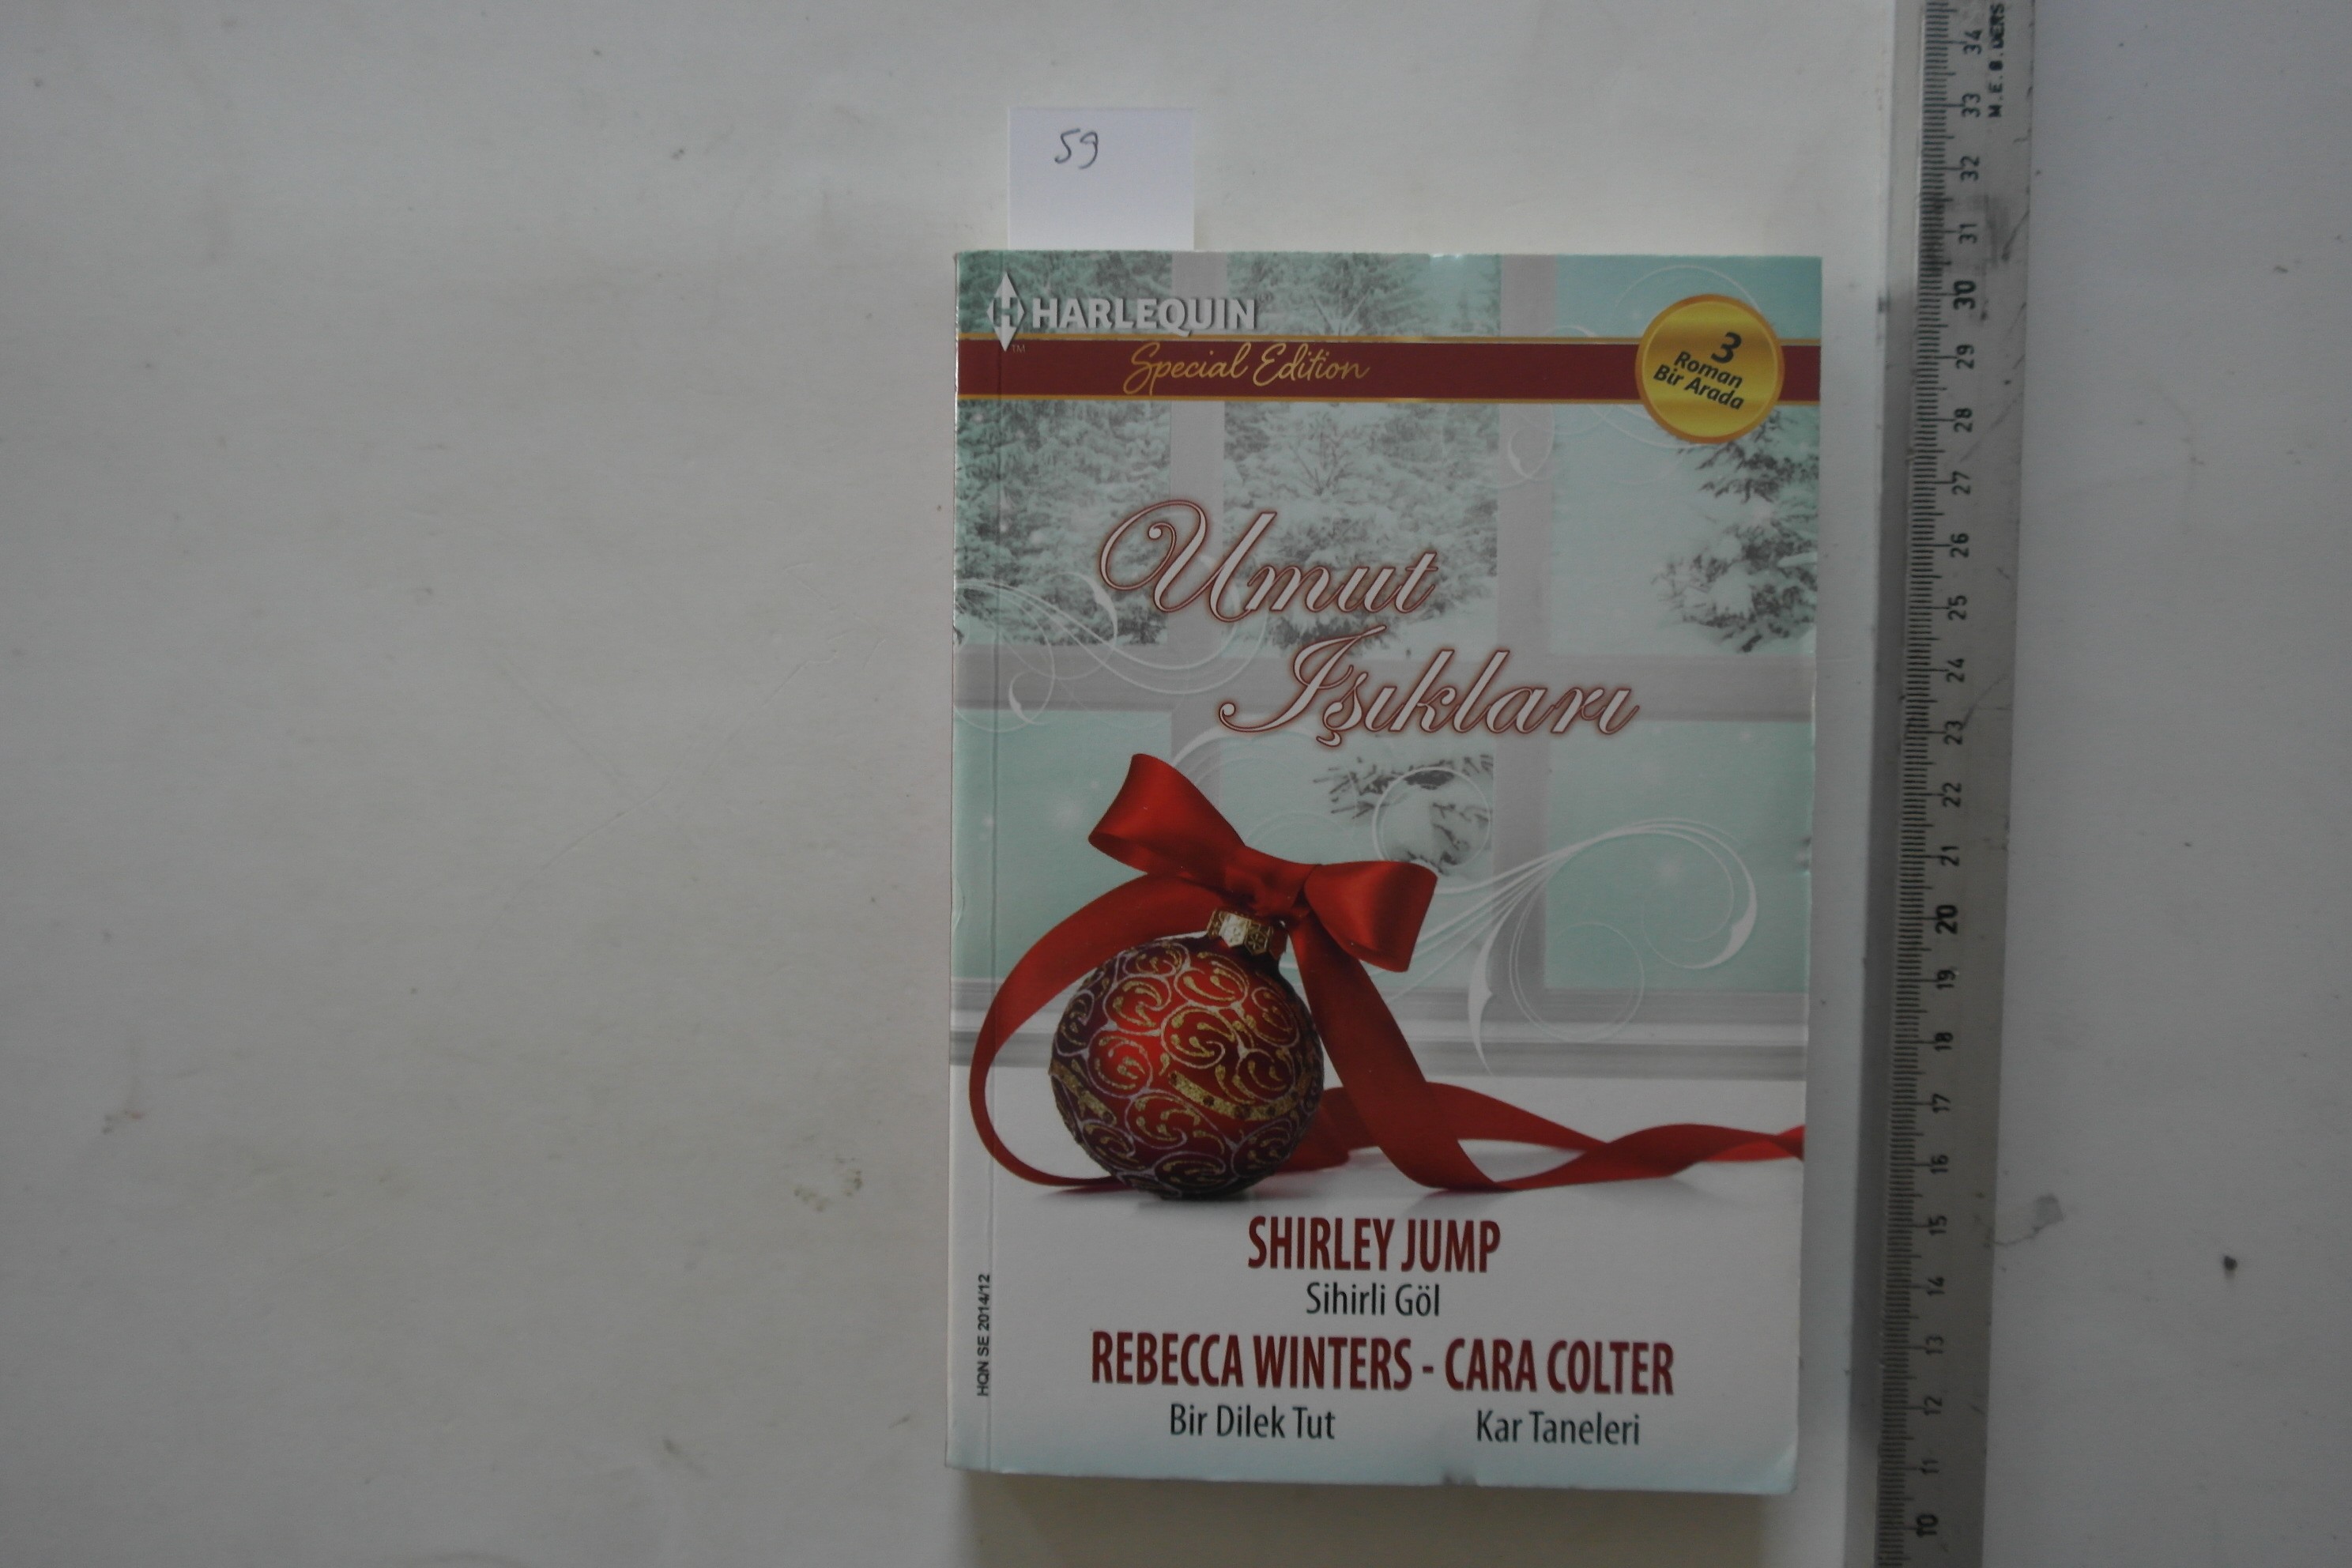 59
HARLEQUIN
TM
Special Edition
3
Roman
Bir Arada
Umut
Işıkları
SHIRLEY JUMP
Sihirli Göl
REBECCA WINTERS - CARA COLTER
Bir Dilek Tut Kar Taneleri
HQN SE 2014/12
M.E.B. DERS
34
33
32
31
30
29
28
27
26
25
24
23
22
21
20
19
18
17
16
15
14
13
12
11
10